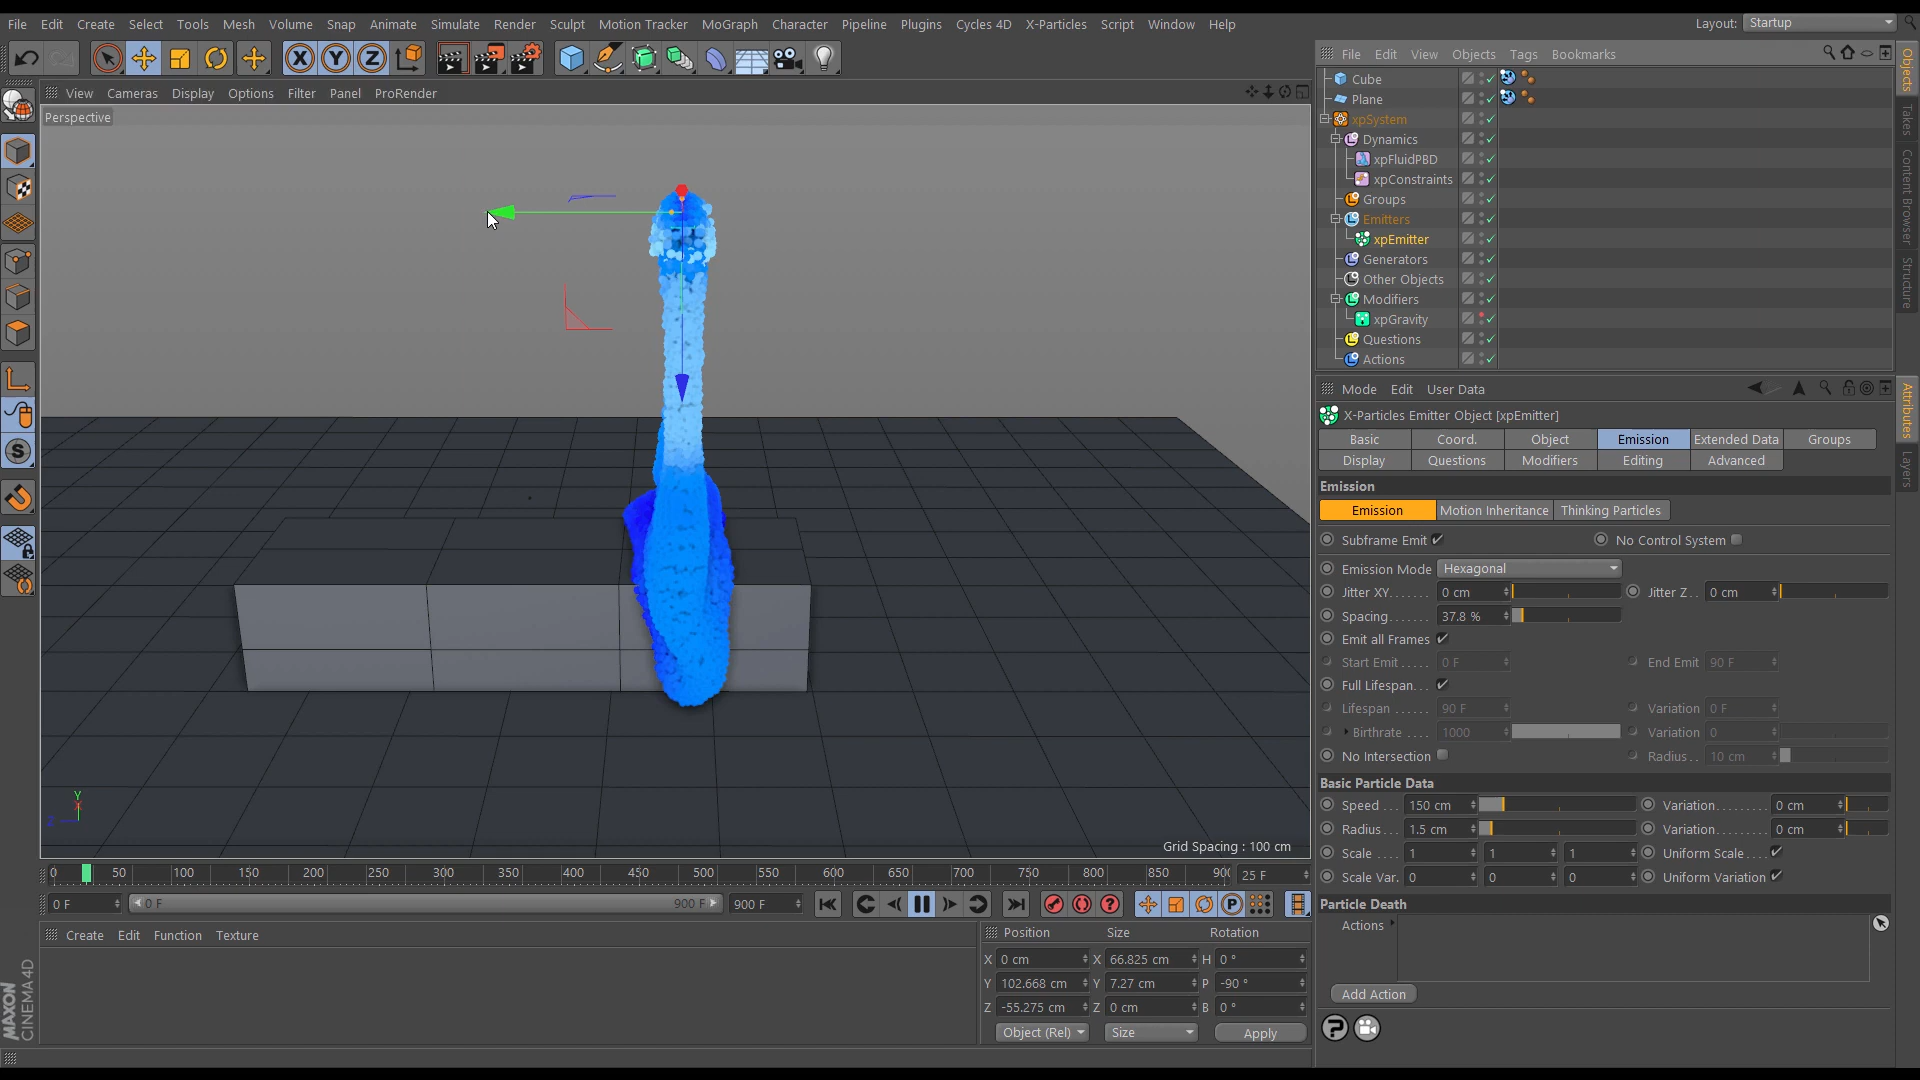 File Edit Create Select Tools Mesh Volume Snap Animate Simulate Render Sculpt Motion Tracker MoGraph Character Pipeline Plugins Cycles 4D X-Particles Script Window Help Layout: Startup
X Y Z
File Edit View Objects Tags Bookmarks
View Cameras Display Options Filter Panel ProRender
Perspective
Cube
Plane
xpSystem
Dynamics
xpFluidPBD
xpConstraints
Groups
Emitters
xpEmitter
Generators
Other Objects
Modifiers
xpGravity
Questions
Actions
Objects
Takes
Content Browser
Structure
Mode Edit User Data
X-Particles Emitter Object [xpEmitter]
Basic Coord. Object Emission Extended Data Groups
Display Questions Modifiers Editing Advanced
Emission
Emission Motion Inheritance Thinking Particles
Subframe Emit No Control System
Emission Mode Hexagonal
Jitter XY....... 0 cm Jitter Z.. 0 cm
Spacing....... 37.8 %
Emit all Frames
Start Emit ..... 0 F End Emit 90 F
Full Lifespan...
Lifespan ...... 90 F Variation 0 F
Birthrate .... 1000 Variation 0
No Intersection Radius.. 10 cm
Basic Particle Data
Speed ... 150 cm Variation......... 0 cm
Radius... 1.5 cm Variation......... 0 cm
Scale .... 1 1 1 Uniform Scale....
Scale Var. 0 0 0 Uniform Variation
Particle Death
Actions
Add Action
Attributes
Layers
Y
X
Z
Grid Spacing : 100 cm
0 50 100 150 200 250 300 350 400 450 500 550 600 650 700 750 800 850 90 25 F
0 F 0 F 900 F 900 F
P
Create Edit Function Texture
Position Size Rotation
X 0 cm X 66.825 cm H 0 °
Y 102.668 cm Y 7.27 cm P -90 °
Z -55.275 cm Z 0 cm B 0 °
Object (Rel) Size Apply
MAXON
CINEMA 4D